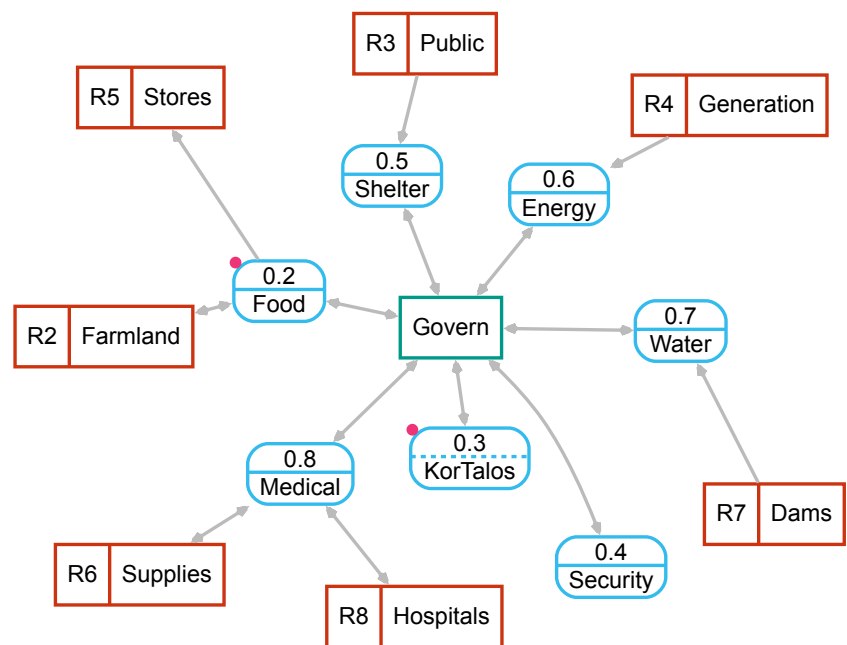 R3 Public
R5 Stores
R4 Generation
0.5
Shelter
0.6
Energy
0.2
Food
R2 Farmland
Govern
0.7
Water
0.3
KorTalos
0.8
Medical
R7 Dams
0.4
Security
R6 Supplies
R8 Hospitals